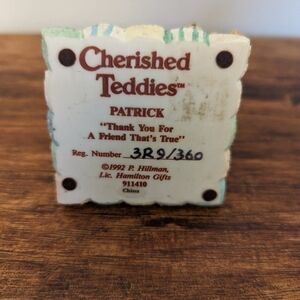 Cherished
Teddies™
PATRICK
"Thank You For
A Friend That's True"
Reg. Number 3R9/360
©1992 P. Hillman,
Lic. Hamilton Gifts
911410
China